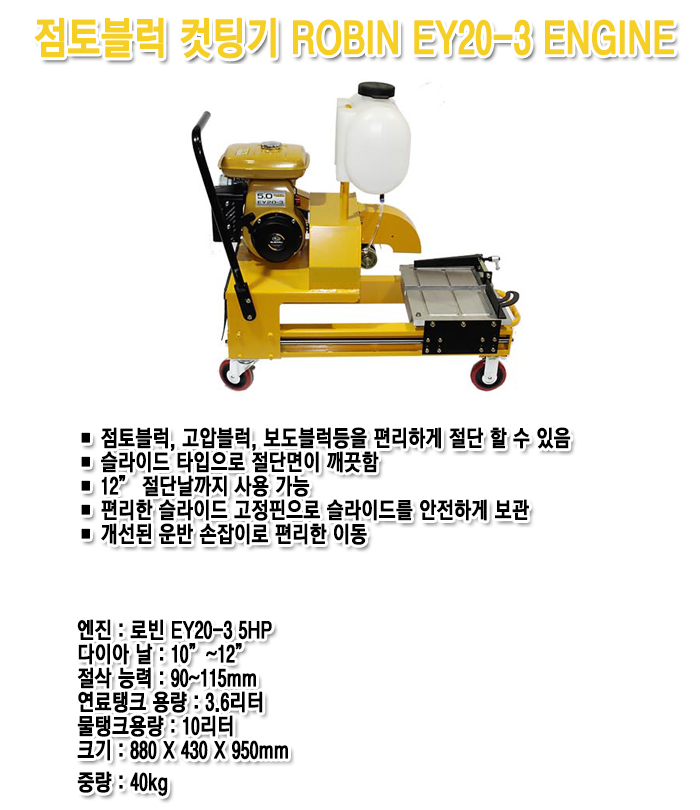 점토블럭 컷팅기 ROBIN EY20-3 ENGINE
5.0
EY20-3
■ 점토블럭, 고압블럭, 보도블럭등을 편리하게 절단 할 수 있음
■ 슬라이드 타입으로 절단면이 깨끗함
■ 12” 절단날까지 사용 가능
■ 편리한 슬라이드 고정핀으로 슬라이드를 안전하게 보관
■ 개선된 운반 손잡이로 편리한 이동
엔진 : 로빈 EY20-3 5HP
다이아 날 : 10”~12”
절삭 능력 : 90~115mm
연료탱크 용량 : 3.6리터
물탱크용량 : 10리터
크기 : 880 X 430 X 950mm
중량 : 40kg